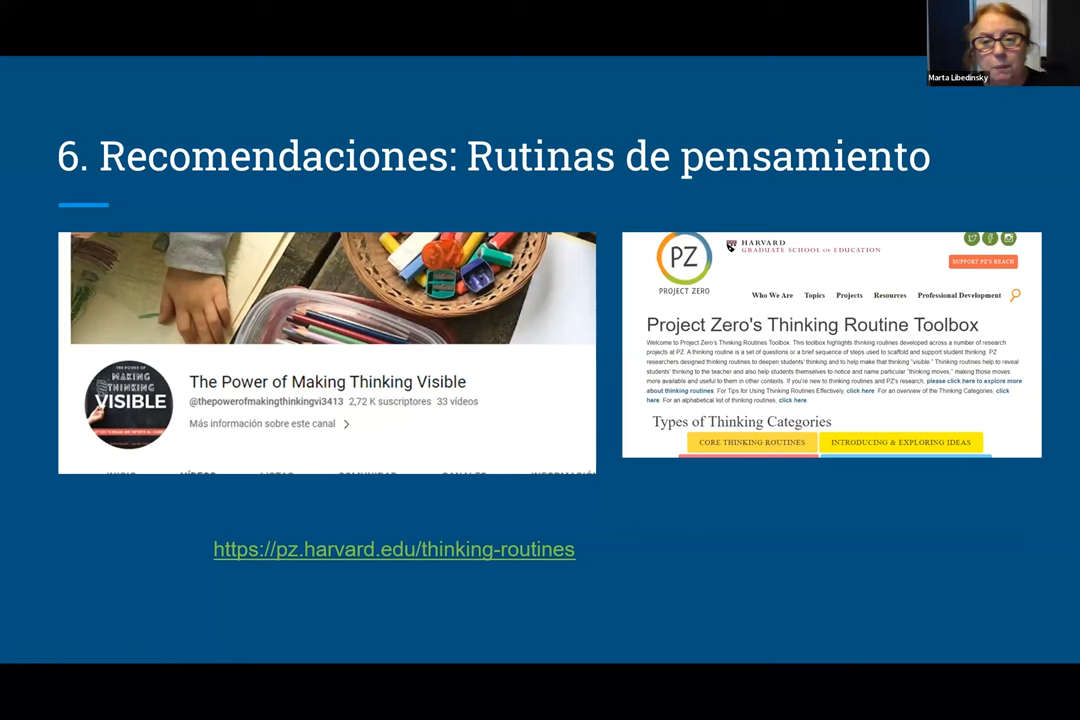 Marta Libedinsky
6. Recomendaciones: Rutinas de pensamiento
THE POWER OF
MAKING
THINKING
VISIBLE
The Power of Making Thinking Visible
@thepowerofmakingthinkingvi3413 2,72 K suscriptores 33 vídeos
Más información sobre este canal
PZ
PROJECT ZERO
HARVARD
GRADUATE SCHOOL OF EDUCATION
SUPPORT PZ'S REACH
Who We Are Topics Projects Resources Professional Development
Project Zero's Thinking Routine Toolbox
Welcome to Project Zero's Thinking Routines Toolbox. This toolbox highlights thinking routines developed across a number of research
projects at PZ. A thinking routine is a set of questions or a brief sequence of steps used to scaffold and support student thinking. PZ
researchers designed thinking routines to deepen students' thinking and to help make that thinking "visible." Thinking routines help to reveal
students' thinking to the teacher and also help students themselves to notice and name particular "thinking moves," making those moves
more available and useful to them in other contexts. If you're new to thinking routines and PZ's research, please click here to explore more
about thinking routines. For Tips for Using Thinking Routines Effectively, click here. For an overview of the Thinking Categories, click
here. For an alphabetical list of thinking routines, click here.
Types of Thinking Categories
CORE THINKING ROUTINES INTRODUCING & EXPLORING IDEAS
https://pz.harvard.edu/thinking-routines